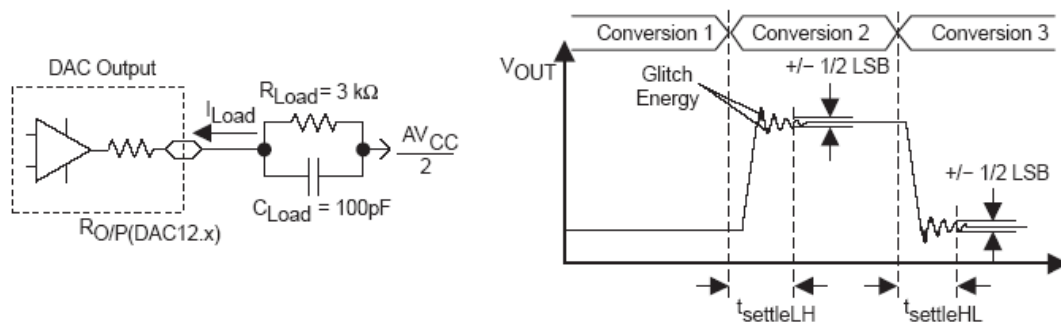 DAC Output
I_Load
R_Load = 3 kΩ
AV_CC
2
C_Load = 100pF
R_O/P(DAC12.x)
Conversion 1
Conversion 2
Conversion 3
V_OUT
Glitch
Energy
+/– 1/2 LSB
+/– 1/2 LSB
t_settleLH
t_settleHL